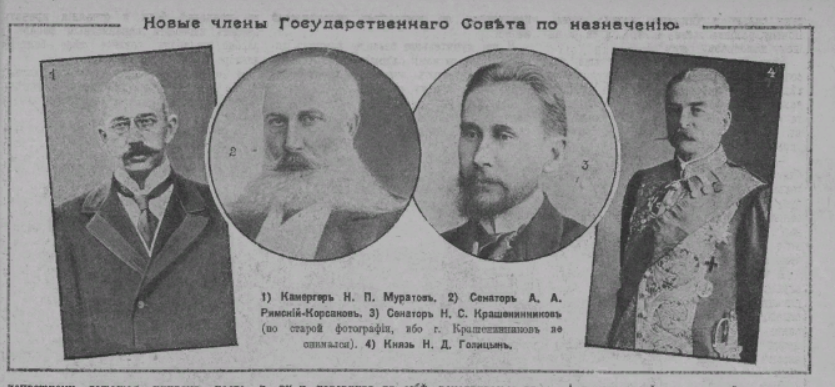 Новые члены Государственнаго Совѣта по назначенію.
1
2
3
4
1) Камергеръ Н. П. Муратовъ. 2) Сенаторъ А. А.
Римскій-Корсаковъ. 3) Сенаторъ Н. С. Крашенинниковъ
(по старой фотографіи, ибо г. Крашенинниковъ не
снимался). 4) Князь Н. Д. Голицынъ.